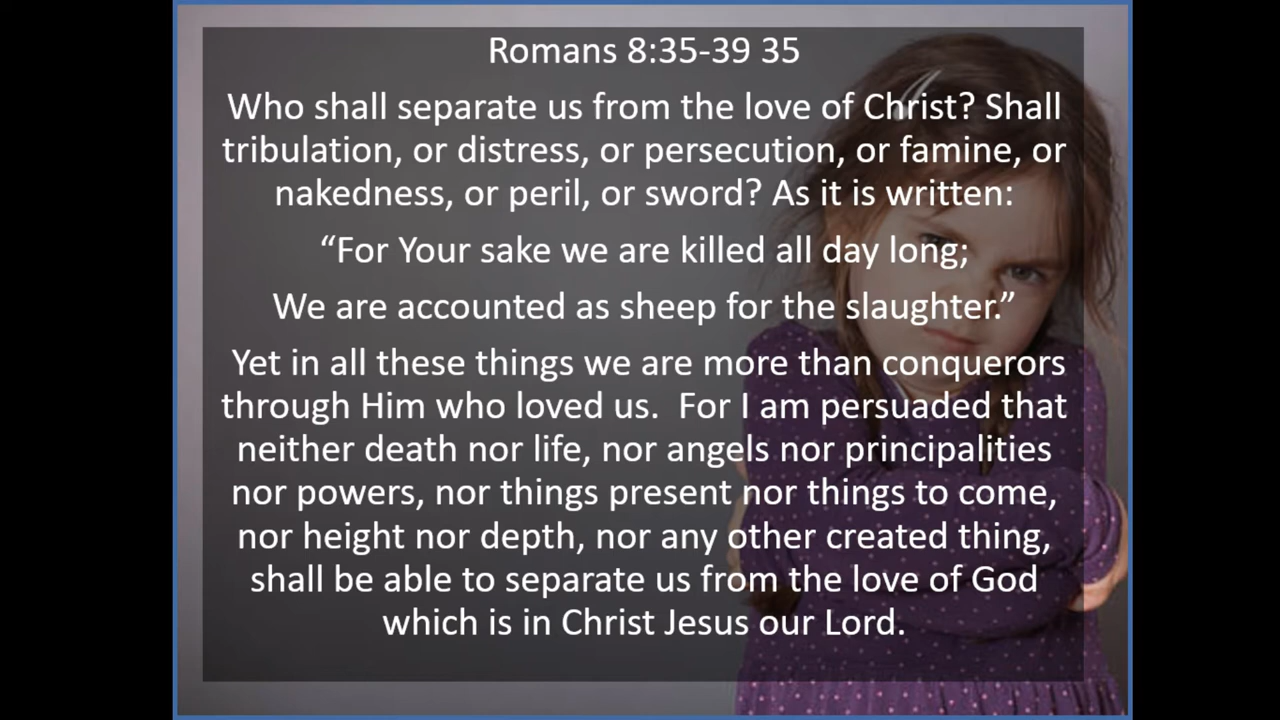 Romans 8:35-39 35
Who shall separate us from the love of Christ? Shall
tribulation, or distress, or persecution, or famine, or
nakedness, or peril, or sword? As it is written:
“For Your sake we are killed all day long;
We are accounted as sheep for the slaughter.”
Yet in all these things we are more than conquerors
through Him who loved us.  For I am persuaded that
neither death nor life, nor angels nor principalities
nor powers, nor things present nor things to come,
nor height nor depth, nor any other created thing,
shall be able to separate us from the love of God
which is in Christ Jesus our Lord.